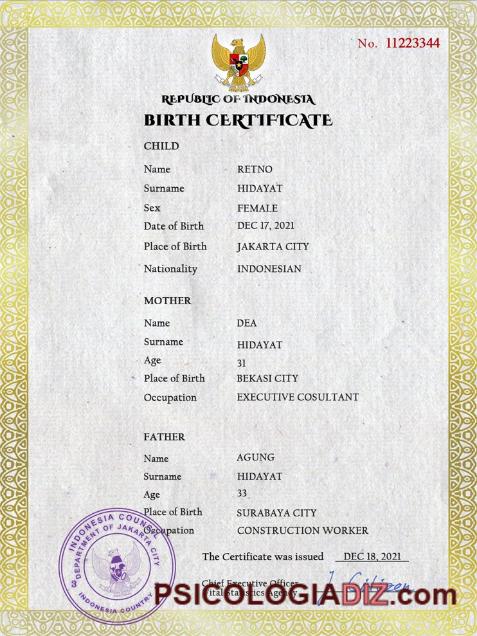 No. 11223344
REPUBLIC OF INDONESIA
BIRTH CERTIFICATE
CHILD
Name RETNO
Surname HIDAYAT
Sex FEMALE
Date of Birth DEC 17, 2021
Place of Birth JAKARTA CITY
Nationality INDONESIAN
MOTHER
Name DEA
Surname HIDAYAT
Age 31
Place of Birth BEKASI CITY
Occupation EXECUTIVE COSULTANT
FATHER
Name AGUNG
Surname HIDAYAT
Age 33
Place of Birth SURABAYA CITY
Occupation CONSTRUCTION WORKER
The Certificate was issued DEC 18, 2021
Chief Executive Officer
Vital Statistics Agency
J. Citizen
INDONESIA COUNCIL
DEPARTMENT OF JAKARTA CITY
INDONESIA COUNTRY
PSICOLOGIADIZ.com